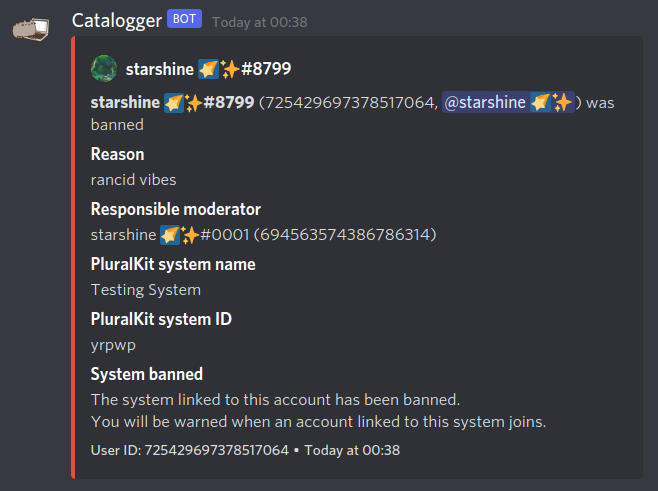 Catalogger BOT Today at 00:38
starshine 🌠✨#8799
starshine 🌠✨#8799 (725429697378517064, @starshine 🌠✨) was
banned
Reason
rancid vibes
Responsible moderator
starshine 🌠✨#0001 (694563574386786314)
PluralKit system name
Testing System
PluralKit system ID
yrpwp
System banned
The system linked to this account has been banned.
You will be warned when an account linked to this system joins.
User ID: 725429697378517064 • Today at 00:38